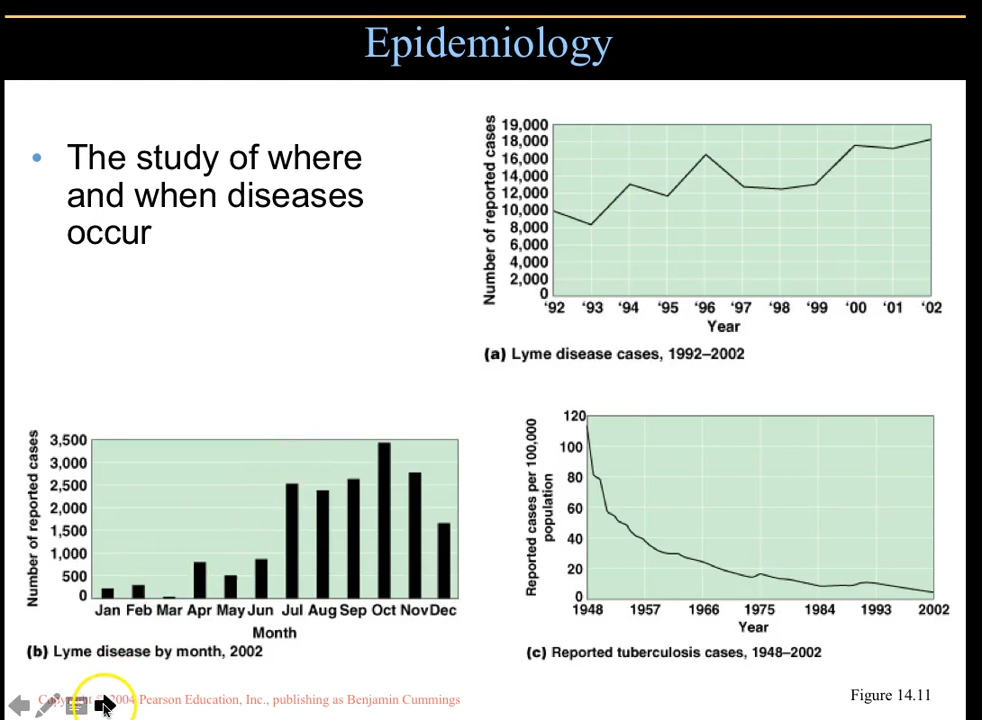 Epidemiology
• The study of where
and when diseases
occur
Number of reported cases
19,000
18,000
16,000
14,000
12,000
10,000
8,000
6,000
4,000
2,000
0
‘92 ‘93 ‘94 ‘95 ‘96 ‘97 ‘98 ‘99 ‘00 ‘01 ‘02
Year
(a) Lyme disease cases, 1992–2002
Number of reported cases
3,500
3,000
2,500
2,000
1,500
1,000
500
0
Jan Feb Mar Apr May Jun Jul Aug Sep Oct Nov Dec
Month
(b) Lyme disease by month, 2002
Reported cases per 100,000
population
120
100
80
60
40
20
0
1948 1957 1966 1975 1984 1993 2002
Year
(c) Reported tuberculosis cases, 1948–2002
Copyright © 2004 Pearson Education, Inc., publishing as Benjamin Cummings
Figure 14.11